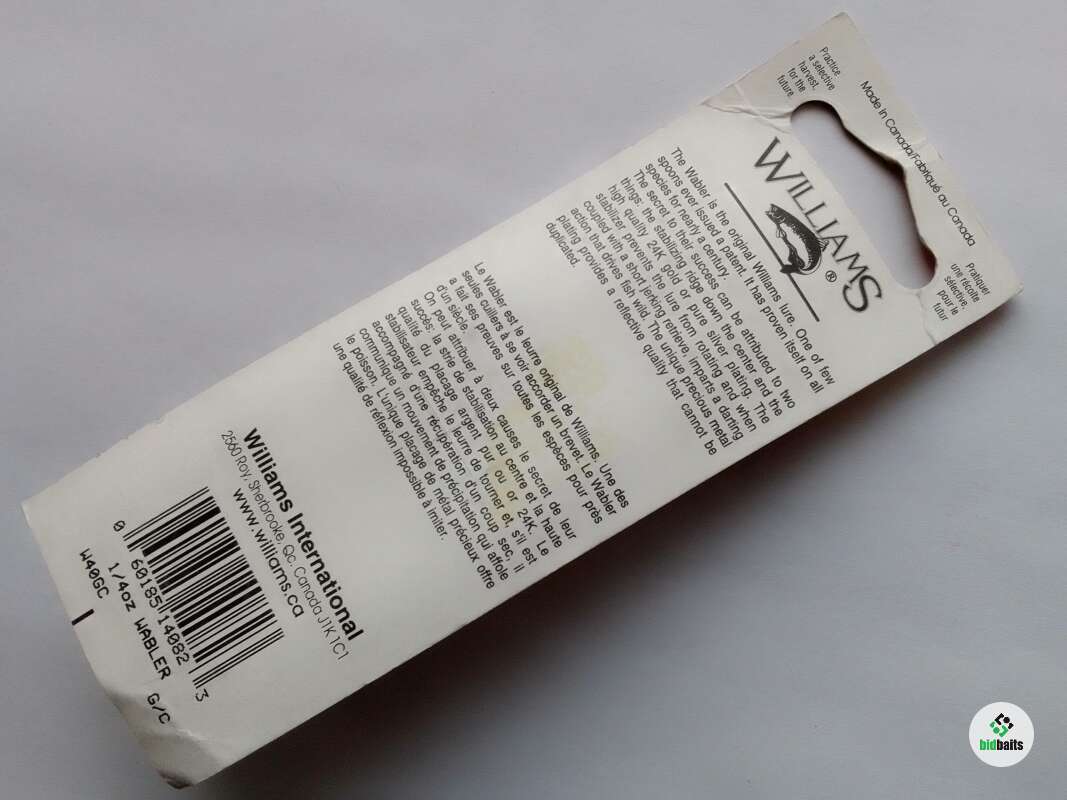 Practice
a selective
harvest,
for the
future.
Made in Canada/Fabriqué au Canada
Pratiquer
une récolte
sélective
pour le
futur
WILLIAMS
®
The Wabler is the original Williams lure. One of few
spoons ever issued a patent. It has proven itself on all
species for nearly a century.
The secret to their success can be attributed to two
things: the stabilizing ridge down the center and the
high quality 24K gold or pure silver plating. The
stabilizer prevents the lure from rotating and when
coupled with a short jerking retrieve, imparts a darting
action that drives fish wild. The unique precious metal
plating provides a reflective quality that cannot be
duplicated.
Le Wabler est le leurre original de Williams. Une des
seules cuillers à se voir accorder un brevet. Le Wabler
a fait ses preuves sur toutes les espèces pour près
d'un siècle.
On peut attribuer à deux causes le secret de leur
succès: la strie de stabilisation au centre et la haute
qualité du placage argent pur ou or 24K. Le
stabilisateur empêche le leurre de tourner et, s'il est
accompagné d'une récupération d'un coup sec, il
communique un mouvement de précipitation qui affole
le poisson. L'unique placage de métal précieux offre
une qualité de réflexion impossible à imiter.
Williams International
2560 Roy, Sherbrooke, Qc. Canada J1K 1C1
www.williams.ca
0 60185 14082 3
1/4oz WABLER G/C
W40GC
bidbaits